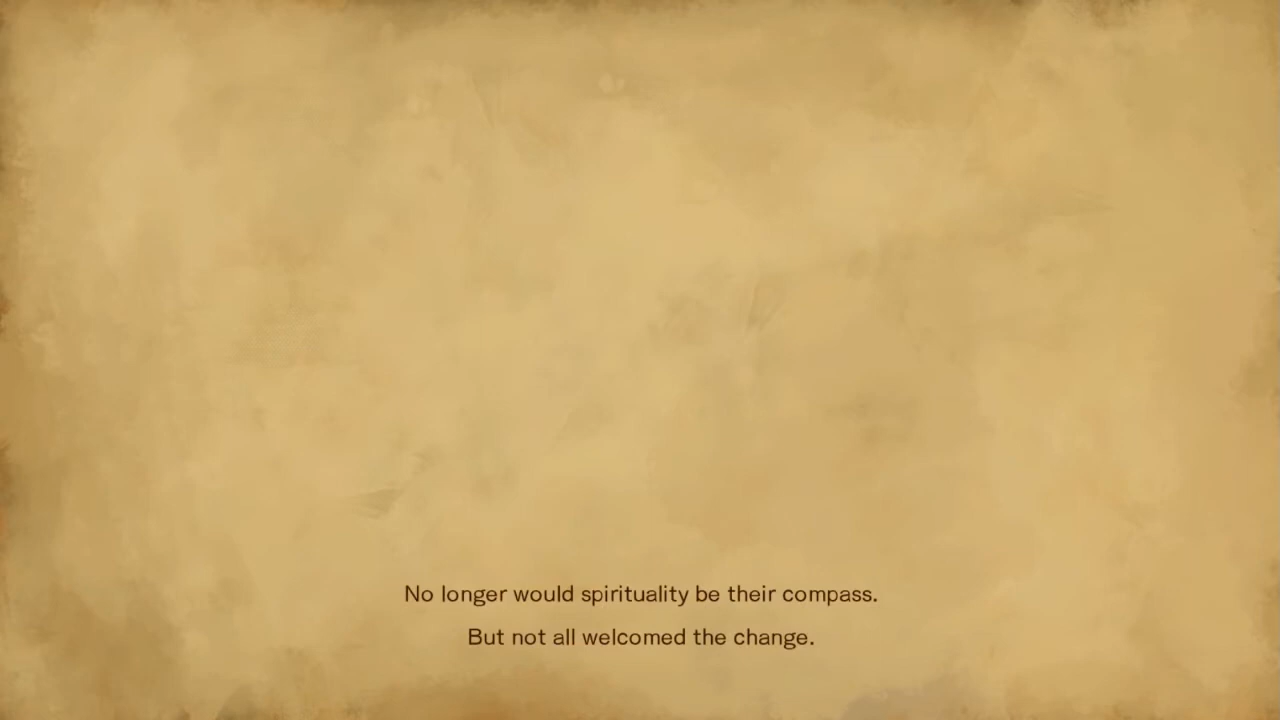 No longer would spirituality be their compass.
But not all welcomed the change.